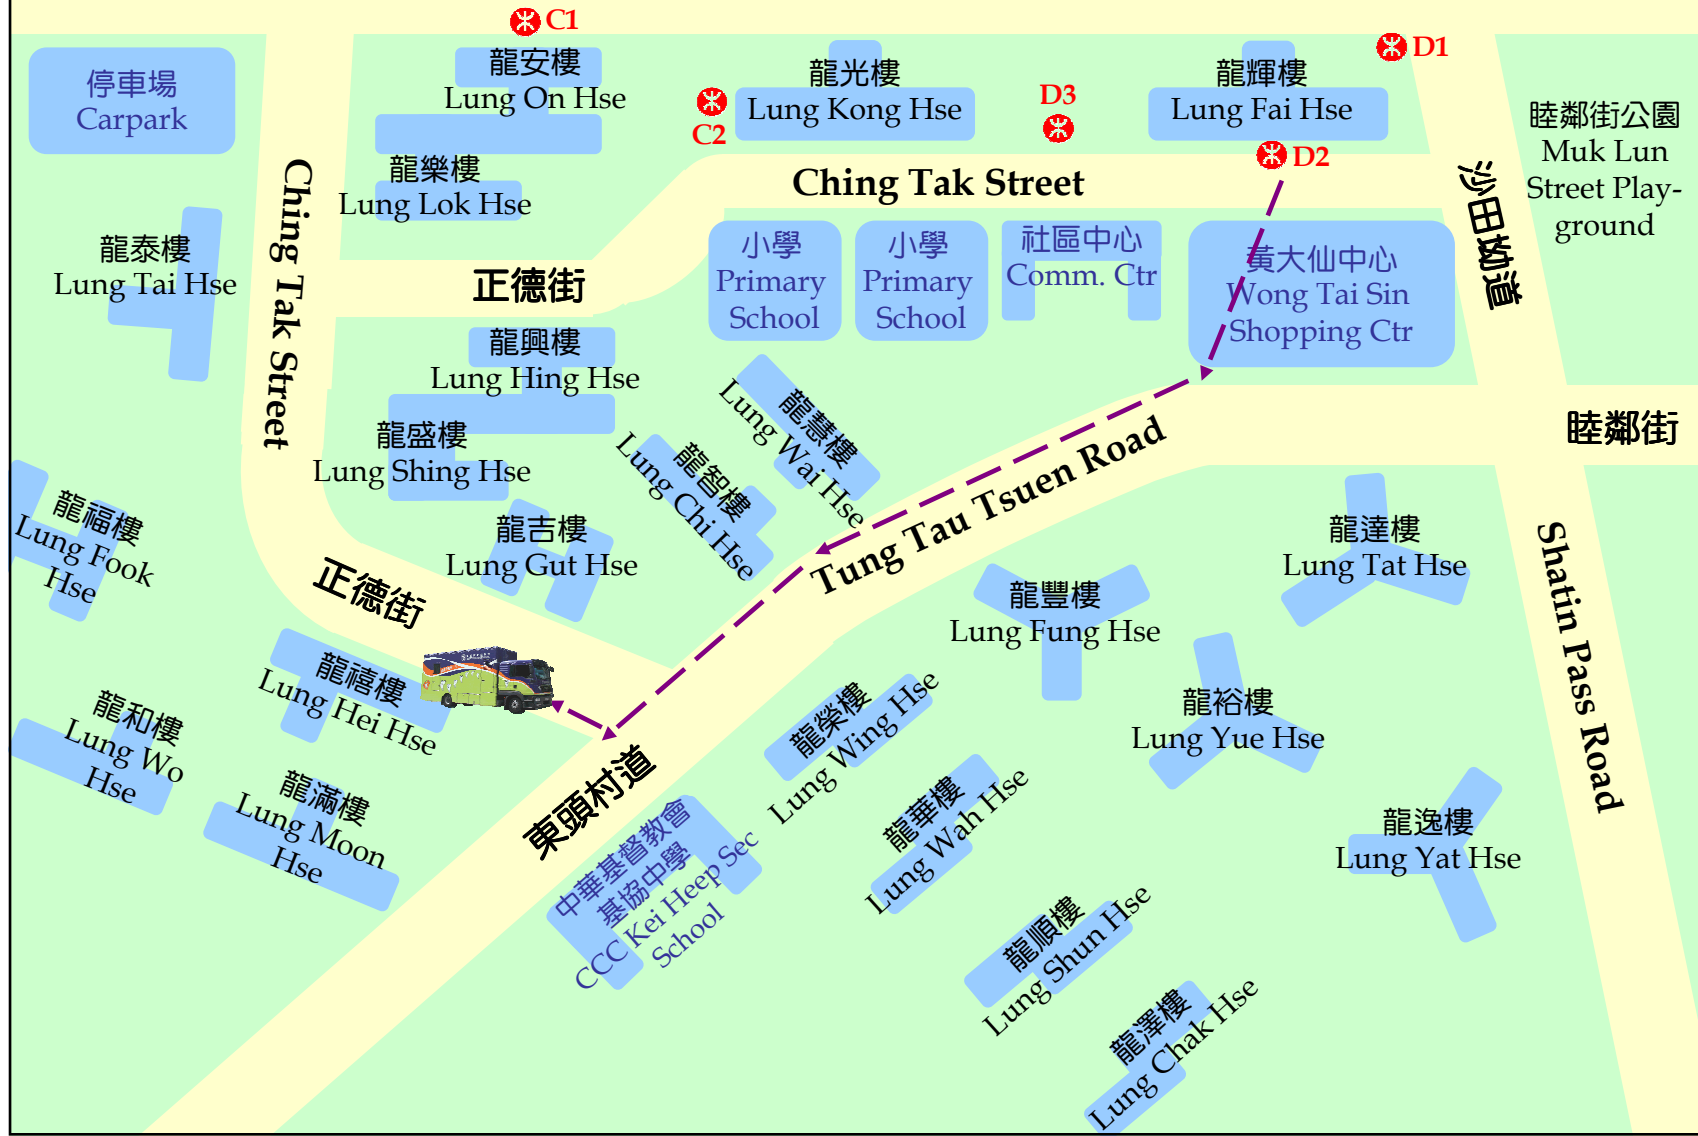 C1
停車場
Carpark
龍安樓
Lung On Hse
C2
龍光樓
Lung Kong Hse
D3
龍輝樓
Lung Fai Hse
D1
D2
睦鄰街公園
Muk Lun
Street Play-
ground
龍樂樓
Lung Lok Hse
Ching Tak Street
沙田坳道
龍泰樓
Lung Tai Hse
Ching Tak Street
正德街
小學
Primary
School
小學
Primary
School
社區中心
Comm. Ctr
黃大仙中心
Wong Tai Sin
Shopping Ctr
龍興樓
Lung Hing Hse
龍盛樓
Lung Shing Hse
龍慧樓
Lung Wai Hse
龍智樓
Lung Chi Hse
睦鄰街
Tung Tau Tsuen Road
龍福樓
Lung Fook
Hse
龍吉樓
Lung Gut Hse
正德街
龍達樓
Lung Tat Hse
龍豐樓
Lung Fung Hse
Shatin Pass Road
龍禧樓
Lung Hei Hse
龍和樓
Lung Wo
Hse
龍滿樓
Lung Moon
Hse
東頭村道
龍榮樓
Lung Wing Hse
龍裕樓
Lung Yue Hse
中華基督教會
基協中學
CCC Kei Heep Sec
School
龍華樓
Lung Wah Hse
龍逸樓
Lung Yat Hse
龍順樓
Lung Shun Hse
龍澤樓
Lung Chak Hse